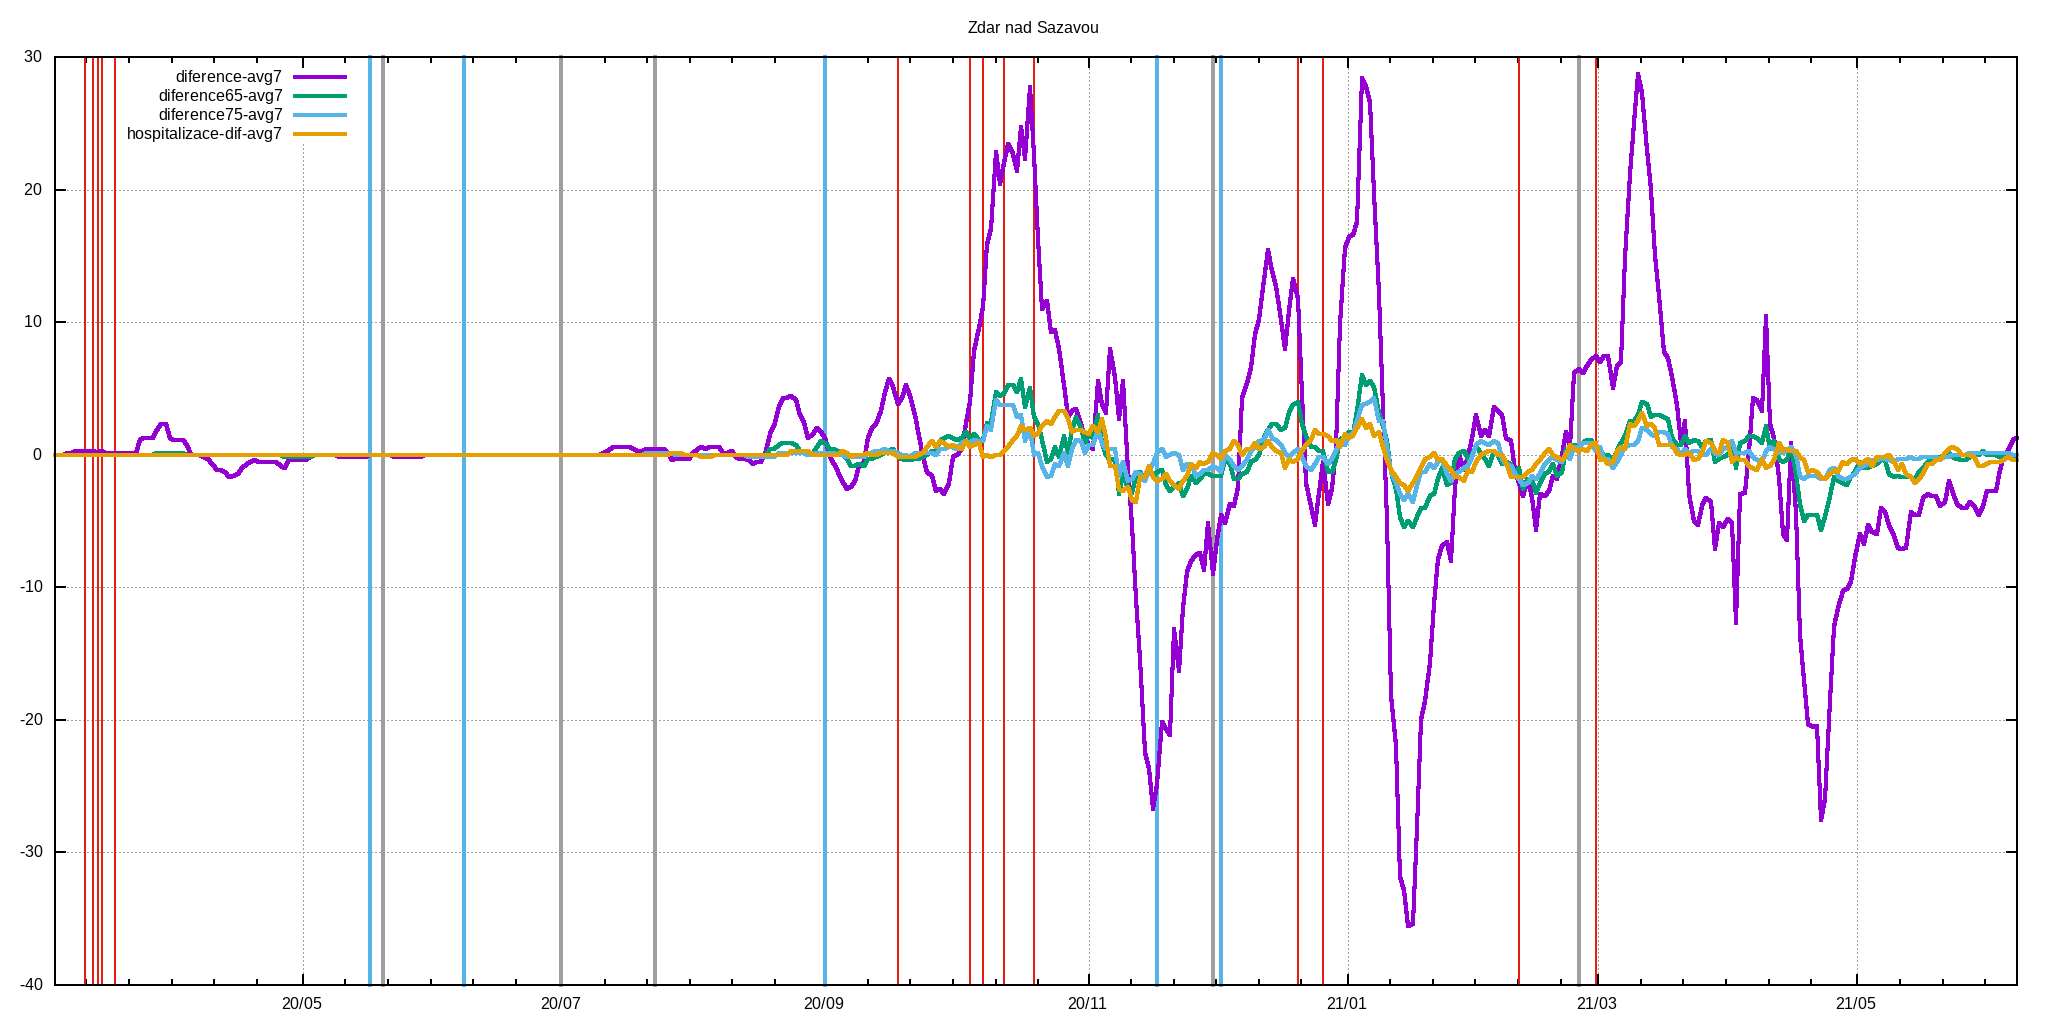 Zdar nad Sazavou
30
20
10
0
-10
-20
-30
-40
diference-avg7
diference65-avg7
diference75-avg7
hospitalizace-dif-avg7
20/05 20/07 20/09 20/11 21/01 21/03 21/05